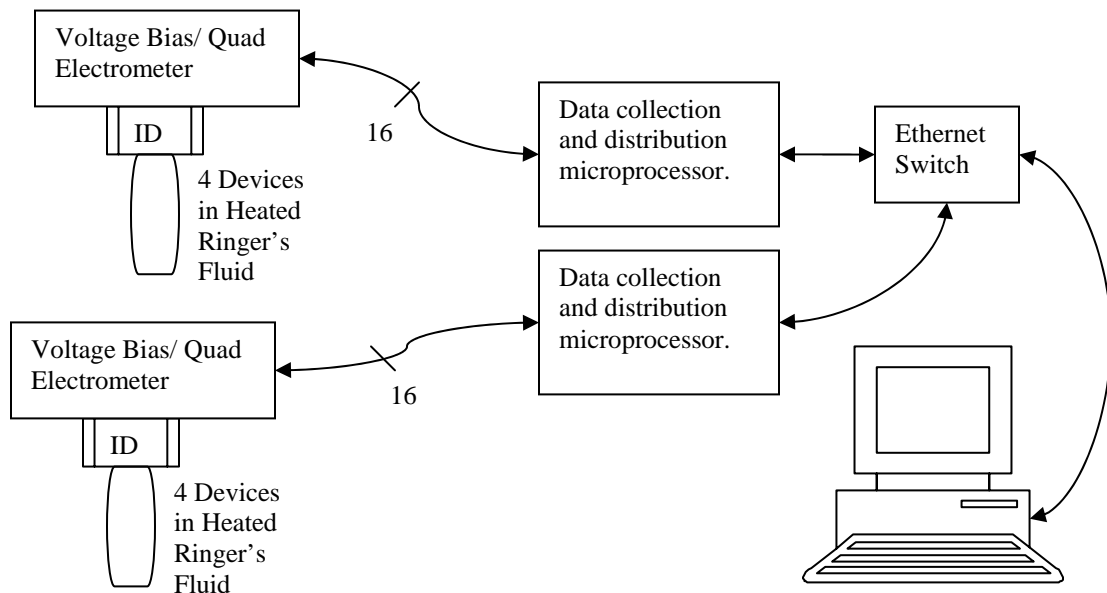 Voltage Bias/ Quad
Electrometer
ID
4 Devices
in Heated
Ringer’s
Fluid
16
Data collection
and distribution
microprocessor.
Ethernet
Switch
Voltage Bias/ Quad
Electrometer
ID
4 Devices
in Heated
Ringer’s
Fluid
16
Data collection
and distribution
microprocessor.